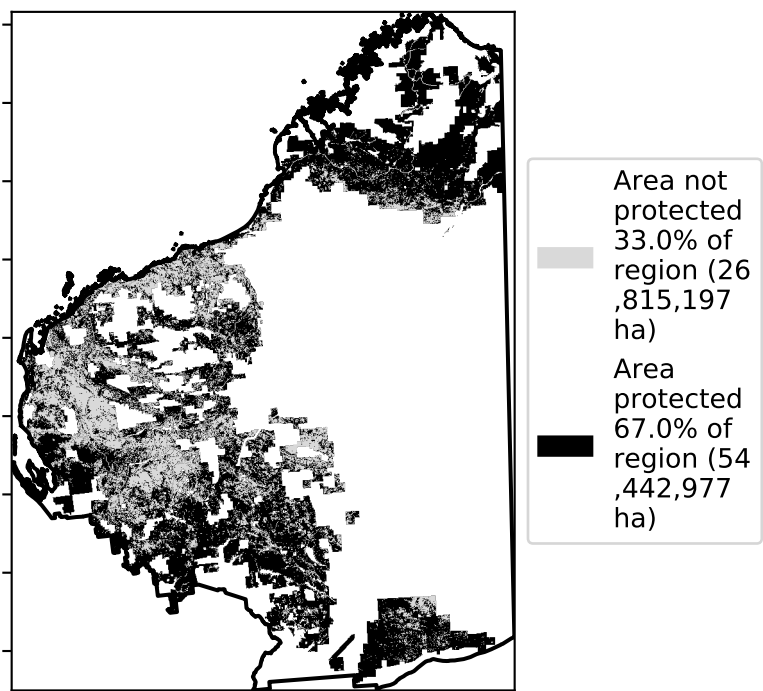 Area not
protected
33.0% of
region (26
,815,197
ha)
Area
protected
67.0% of
region (54
,442,977
ha)